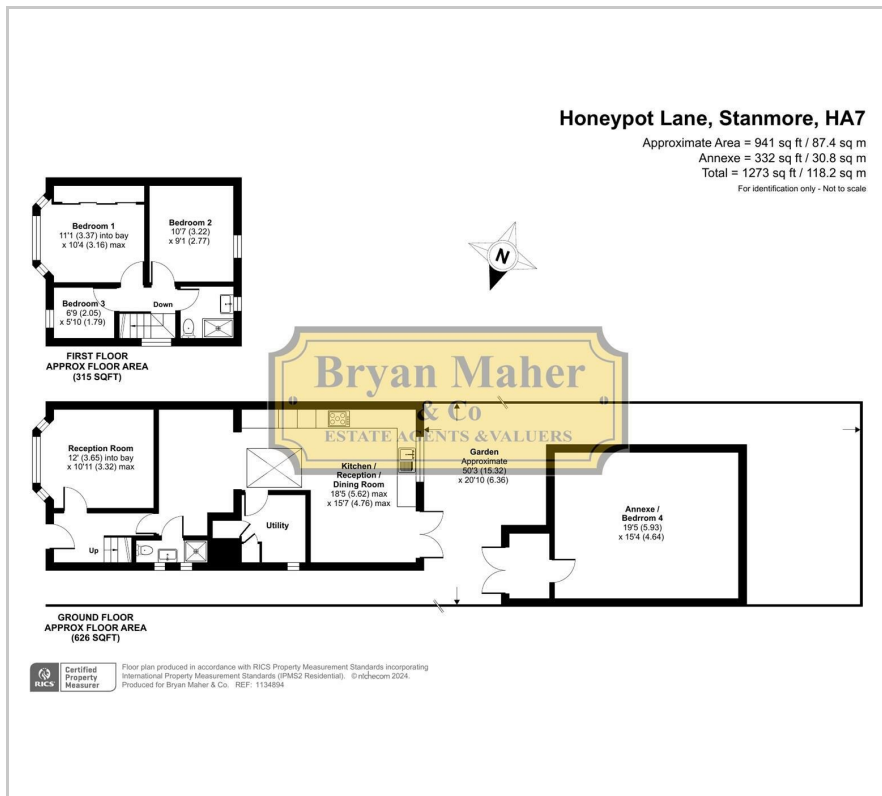 Honeypot Lane, Stanmore, HA7
Approximate Area = 941 sq ft / 87.4 sq m
Annexe = 332 sq ft / 30.8 sq m
Total = 1273 sq ft / 118.2 sq m
For identification only - Not to scale
Bedroom 1
11'1 (3.37) into bay
x 10'4 (3.16) max
Bedroom 2
10'7 (3.22)
x 9'1 (2.77)
Bedroom 3
6'9 (2.05)
x 5'10 (1.79)
Down
FIRST FLOOR
APPROX FLOOR AREA
(315 SQFT)
N
Bryan Maher
& Co
ESTATE AGENTS & VALUERS
Reception Room
12' (3.65) into bay
x 10'11 (3.32) max
Kitchen /
Reception /
Dining Room
18'5 (5.62) max
x 15'7 (4.76) max
Utility
Up
Garden
Approximate
50'3 (15.32)
x 20'10 (6.36)
Annexe /
Bedrrom 4
19'5 (5.93)
x 15'4 (4.64)
GROUND FLOOR
APPROX FLOOR AREA
(626 SQFT)
RICS
Certified
Property
Measurer
Floor plan produced in accordance with RICS Property Measurement Standards incorporating
International Property Measurement Standards (IPMS2 Residential). © nichecom 2024.
Produced for Bryan Maher & Co. REF: 1134894